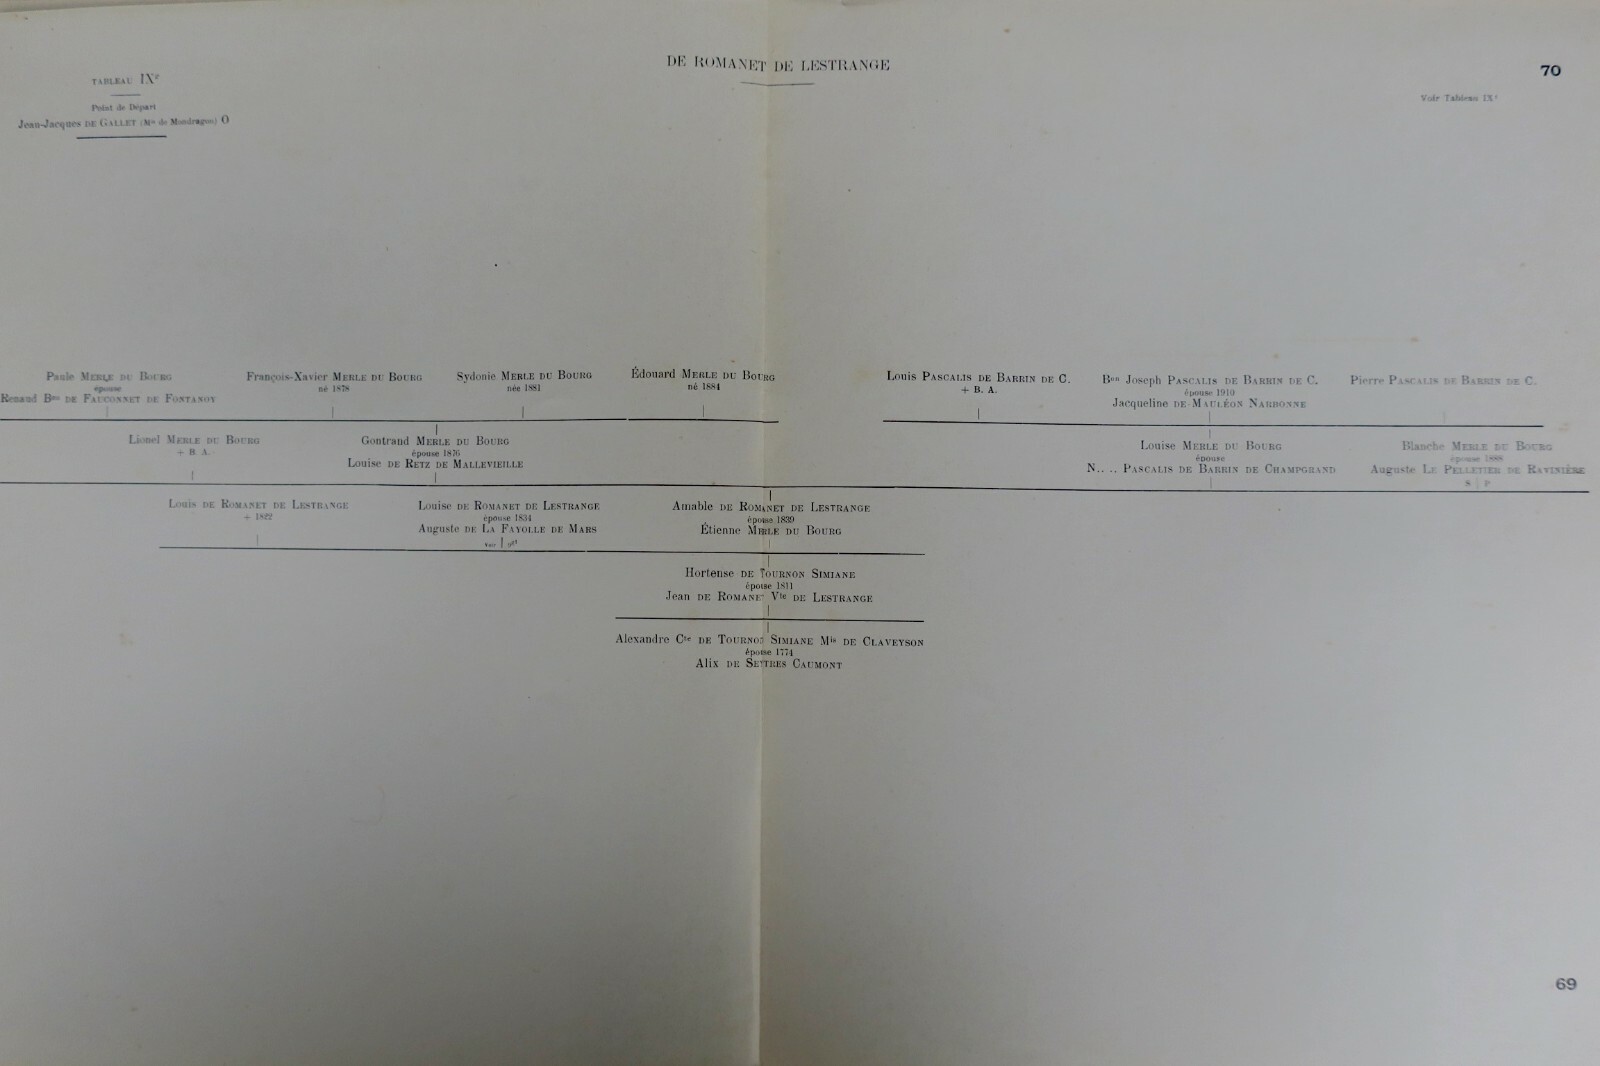 DE ROMANET DE LESTRANGE
70
TABLEAU IXe
Point de Départ
Jean-Jacques DE GALLET (Mis de Mondragon) O
Voir Tableau IXe
Paule MERLE DU BOURG
épouse
Renaud Bon DE FAUCONNET DE FONTANOY
François-Xavier MERLE DU BOURG
né 1878
Sydonie MERLE DU BOURG
née 1881
Édouard MERLE DU BOURG
né 1884
Louis PASCALIS DE BARRIN DE C.
+ B. A.
Bon Joseph PASCALIS DE BARRIN DE C.
épouse 1910
Jacqueline DE MAULÉON NARBONNE
Pierre PASCALIS DE BARRIN DE C.
Lionel MERLE DU BOURG
+ B. A.
Gontrand MERLE DU BOURG
épouse 1876
Louise DE RETZ DE MALLEVIEILLE
Louise MERLE DU BOURG
épouse
N.. .. PASCALIS DE BARRIN DE CHAMPGRAND
Blanche MERLE DU BOURG
épouse 1888
Auguste LE PELLETIER DE RAVINIÈRE
S P
Louis DE ROMANET DE LESTRANGE
+ 1822
Louise DE ROMANET DE LESTRANGE
épouse 1834
Auguste DE LA FAYOLLE DE MARS
Voir
Amable DE ROMANET DE LESTRANGE
épouse 1839
Étienne MERLE DU BOURG
Hortense DE TOURNON SIMIANE
épouse 1811
Jean DE ROMANET Vte DE LESTRANGE
Alexandre Cte DE TOURNON SIMIANE Mis DE CLAVEYSON
épouse 1774
Alix DE SEYTRES CAUMONT
69